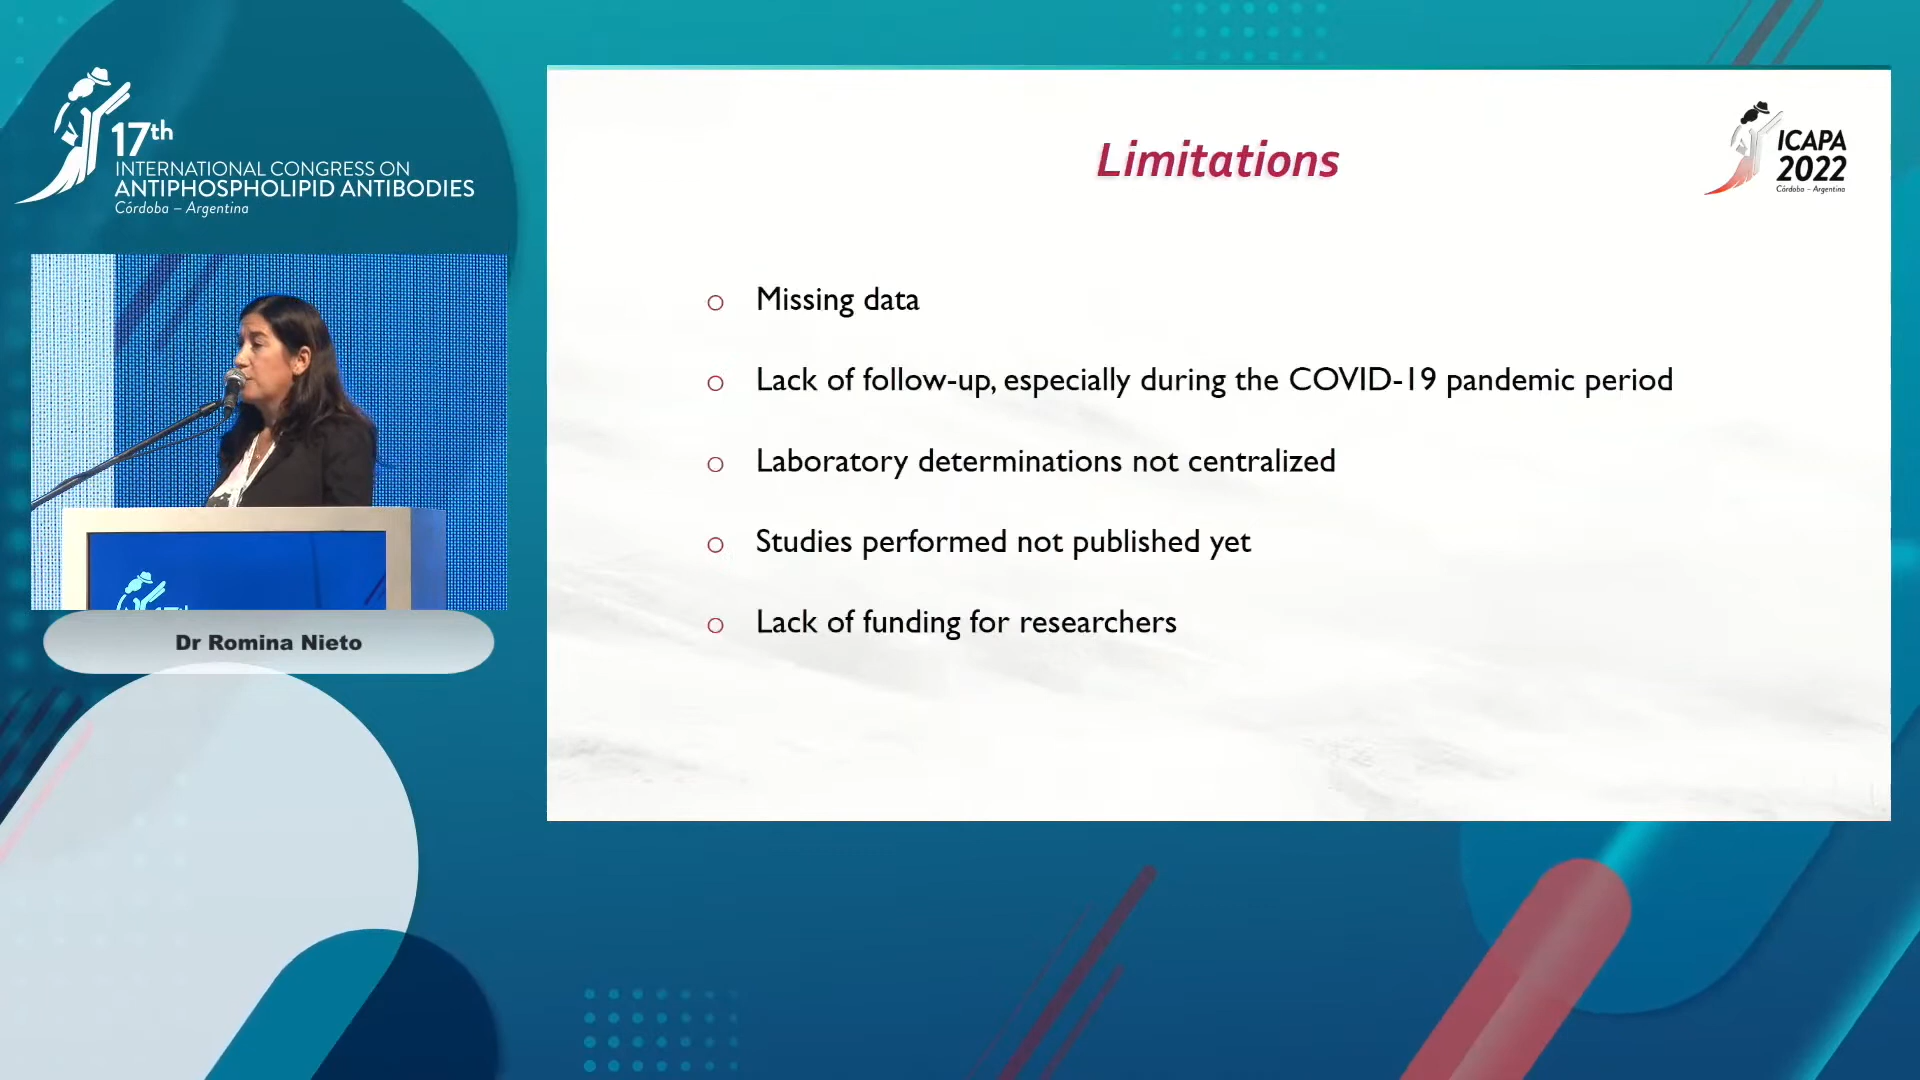 17th
INTERNATIONAL CONGRESS ON
ANTIPHOSPHOLIPID ANTIBODIES
Córdoba – Argentina
Dr Romina Nieto
Limitations
ICAPA
2022
Córdoba – Argentina
Missing data
Lack of follow-up, especially during the COVID-19 pandemic period
Laboratory determinations not centralized
Studies performed not published yet
Lack of funding for researchers